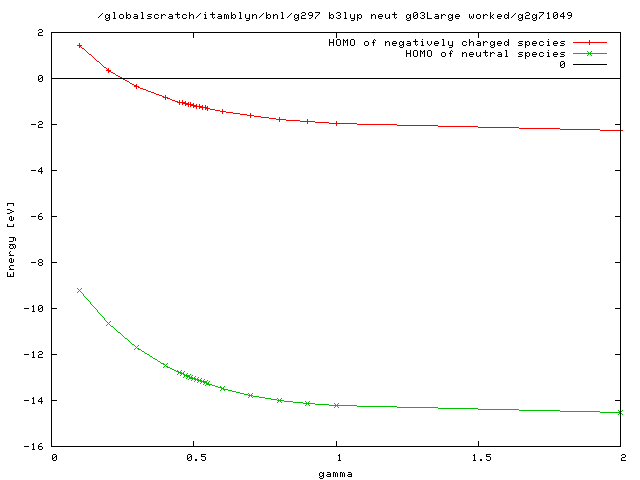 /globalscratch/itamblyn/bnl/g297 b3lyp neut g03Large worked/g2g71049
HOMO of negatively charged species
HOMO of neutral species
0
2
0
-2
-4
-6
-8
-10
-12
-14
-16
Energy [eV]
0 0.5 1 1.5 2
gamma